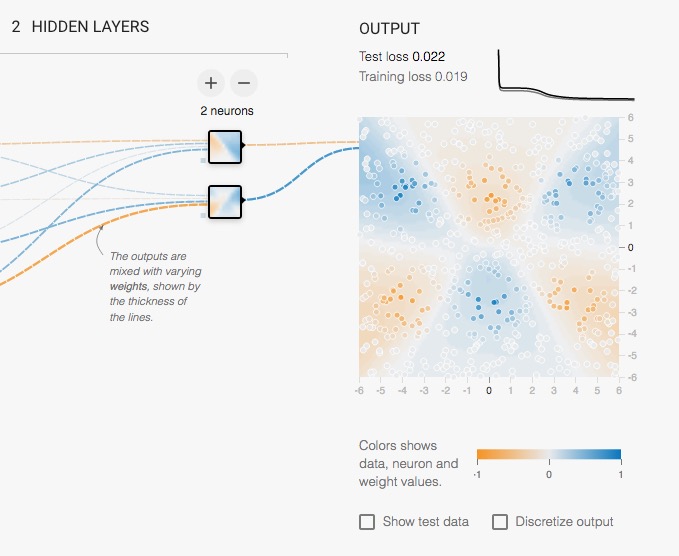 2 HIDDEN LAYERS
+ −
2 neurons
The outputs are
mixed with varying
weights, shown by
the thickness of
the lines.
OUTPUT
Test loss 0.022
Training loss 0.019
6
5
4
3
2
1
0
-1
-2
-3
-4
-5
-6
-6 -5 -4 -3 -2 -1 0 1 2 3 4 5 6
Colors shows
data, neuron and
weight values.
-1 0 1
Show test data
Discretize output